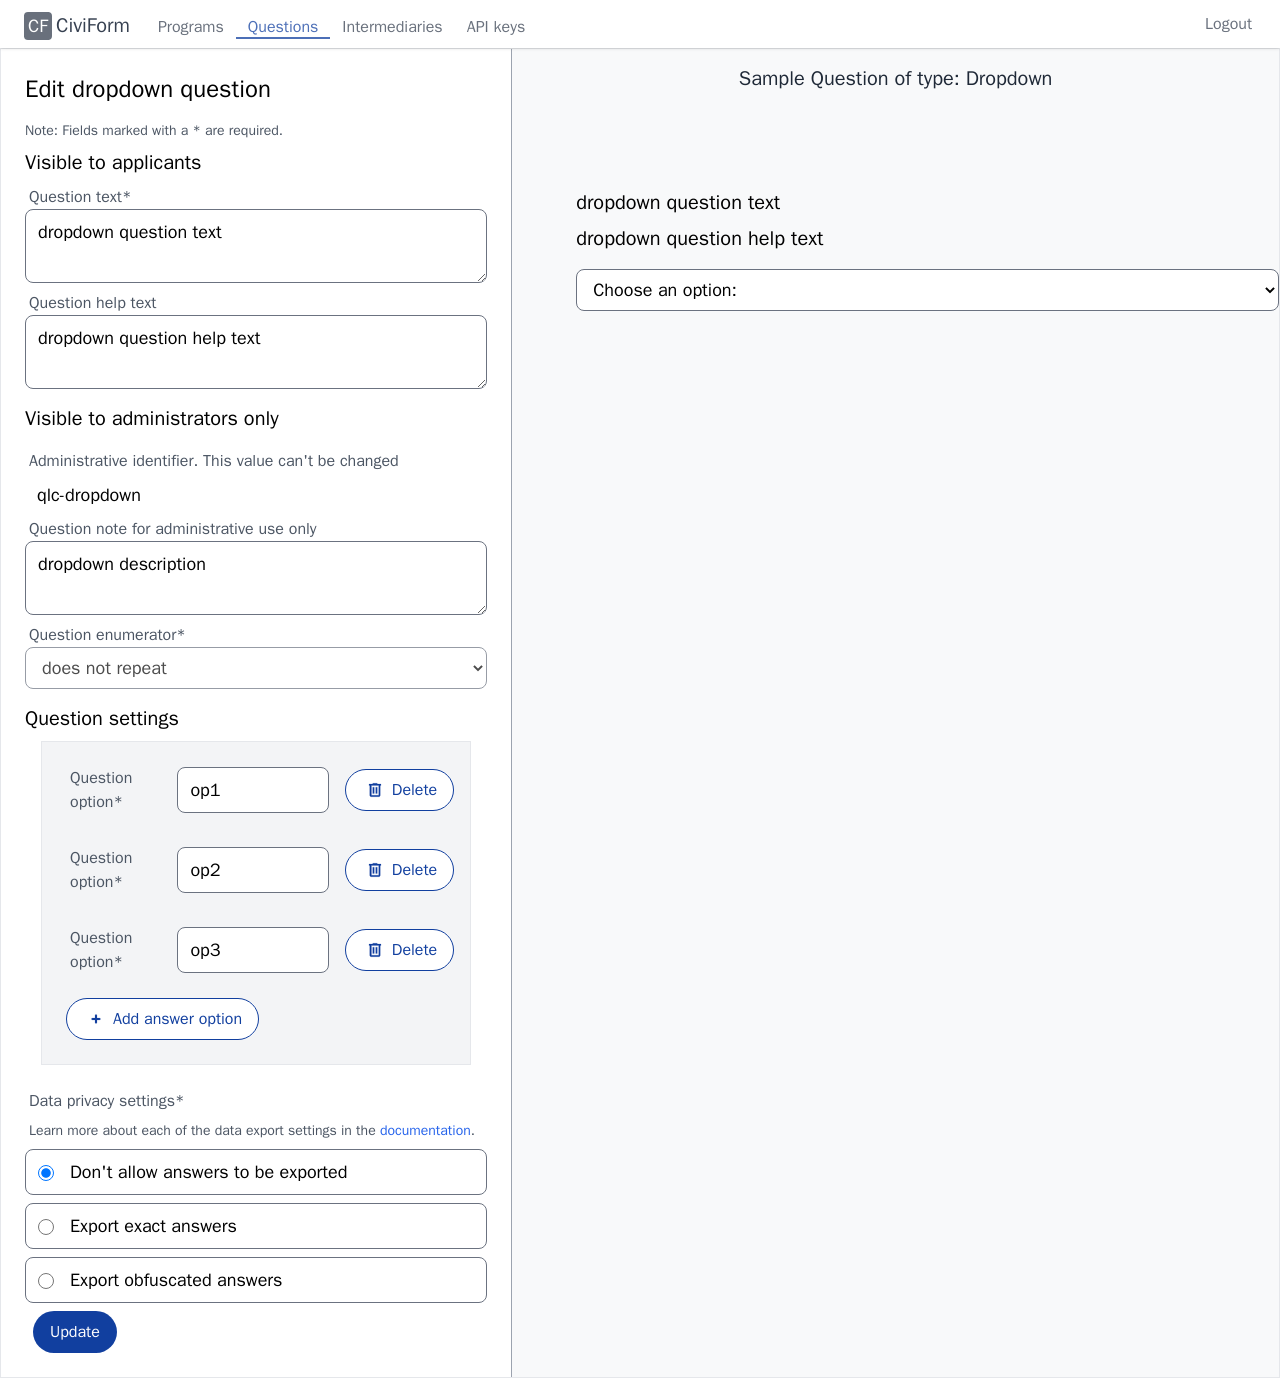 CF CiviForm Programs Questions Intermediaries API keys Logout
Edit dropdown question
Note: Fields marked with a * are required.
Visible to applicants
Question text*
dropdown question text
Question help text
dropdown question help text
Visible to administrators only
Administrative identifier. This value can't be changed
qlc-dropdown
Question note for administrative use only
dropdown description
Question enumerator*
does not repeat
Question settings
Question
option*
op1
Delete
Question
option*
op2
Delete
Question
option*
op3
Delete
+ Add answer option
Data privacy settings*
Learn more about each of the data export settings in the documentation.
Don't allow answers to be exported
Export exact answers
Export obfuscated answers
Update
Sample Question of type: Dropdown
dropdown question text
dropdown question help text
Choose an option: